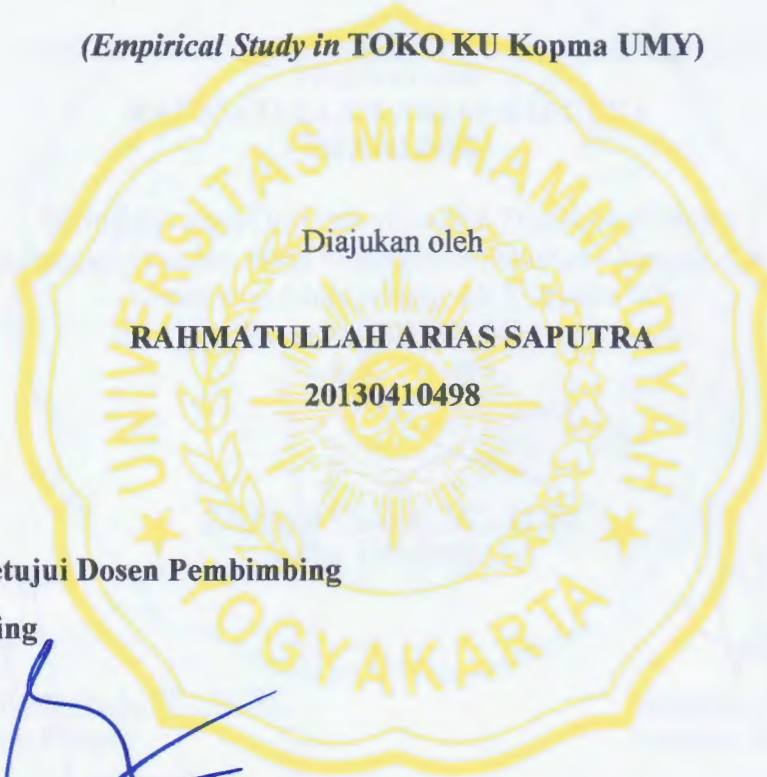 (Empirical Study in TOKO KU Kopma UMY)
Diajukan oleh
RAHMATULLAH ARIAS SAPUTRA
20130410498
UNIVERSITAS MUHAMMADIYAH
★ YOGYAKARTA ★
etujui Dosen Pembimbing
ing